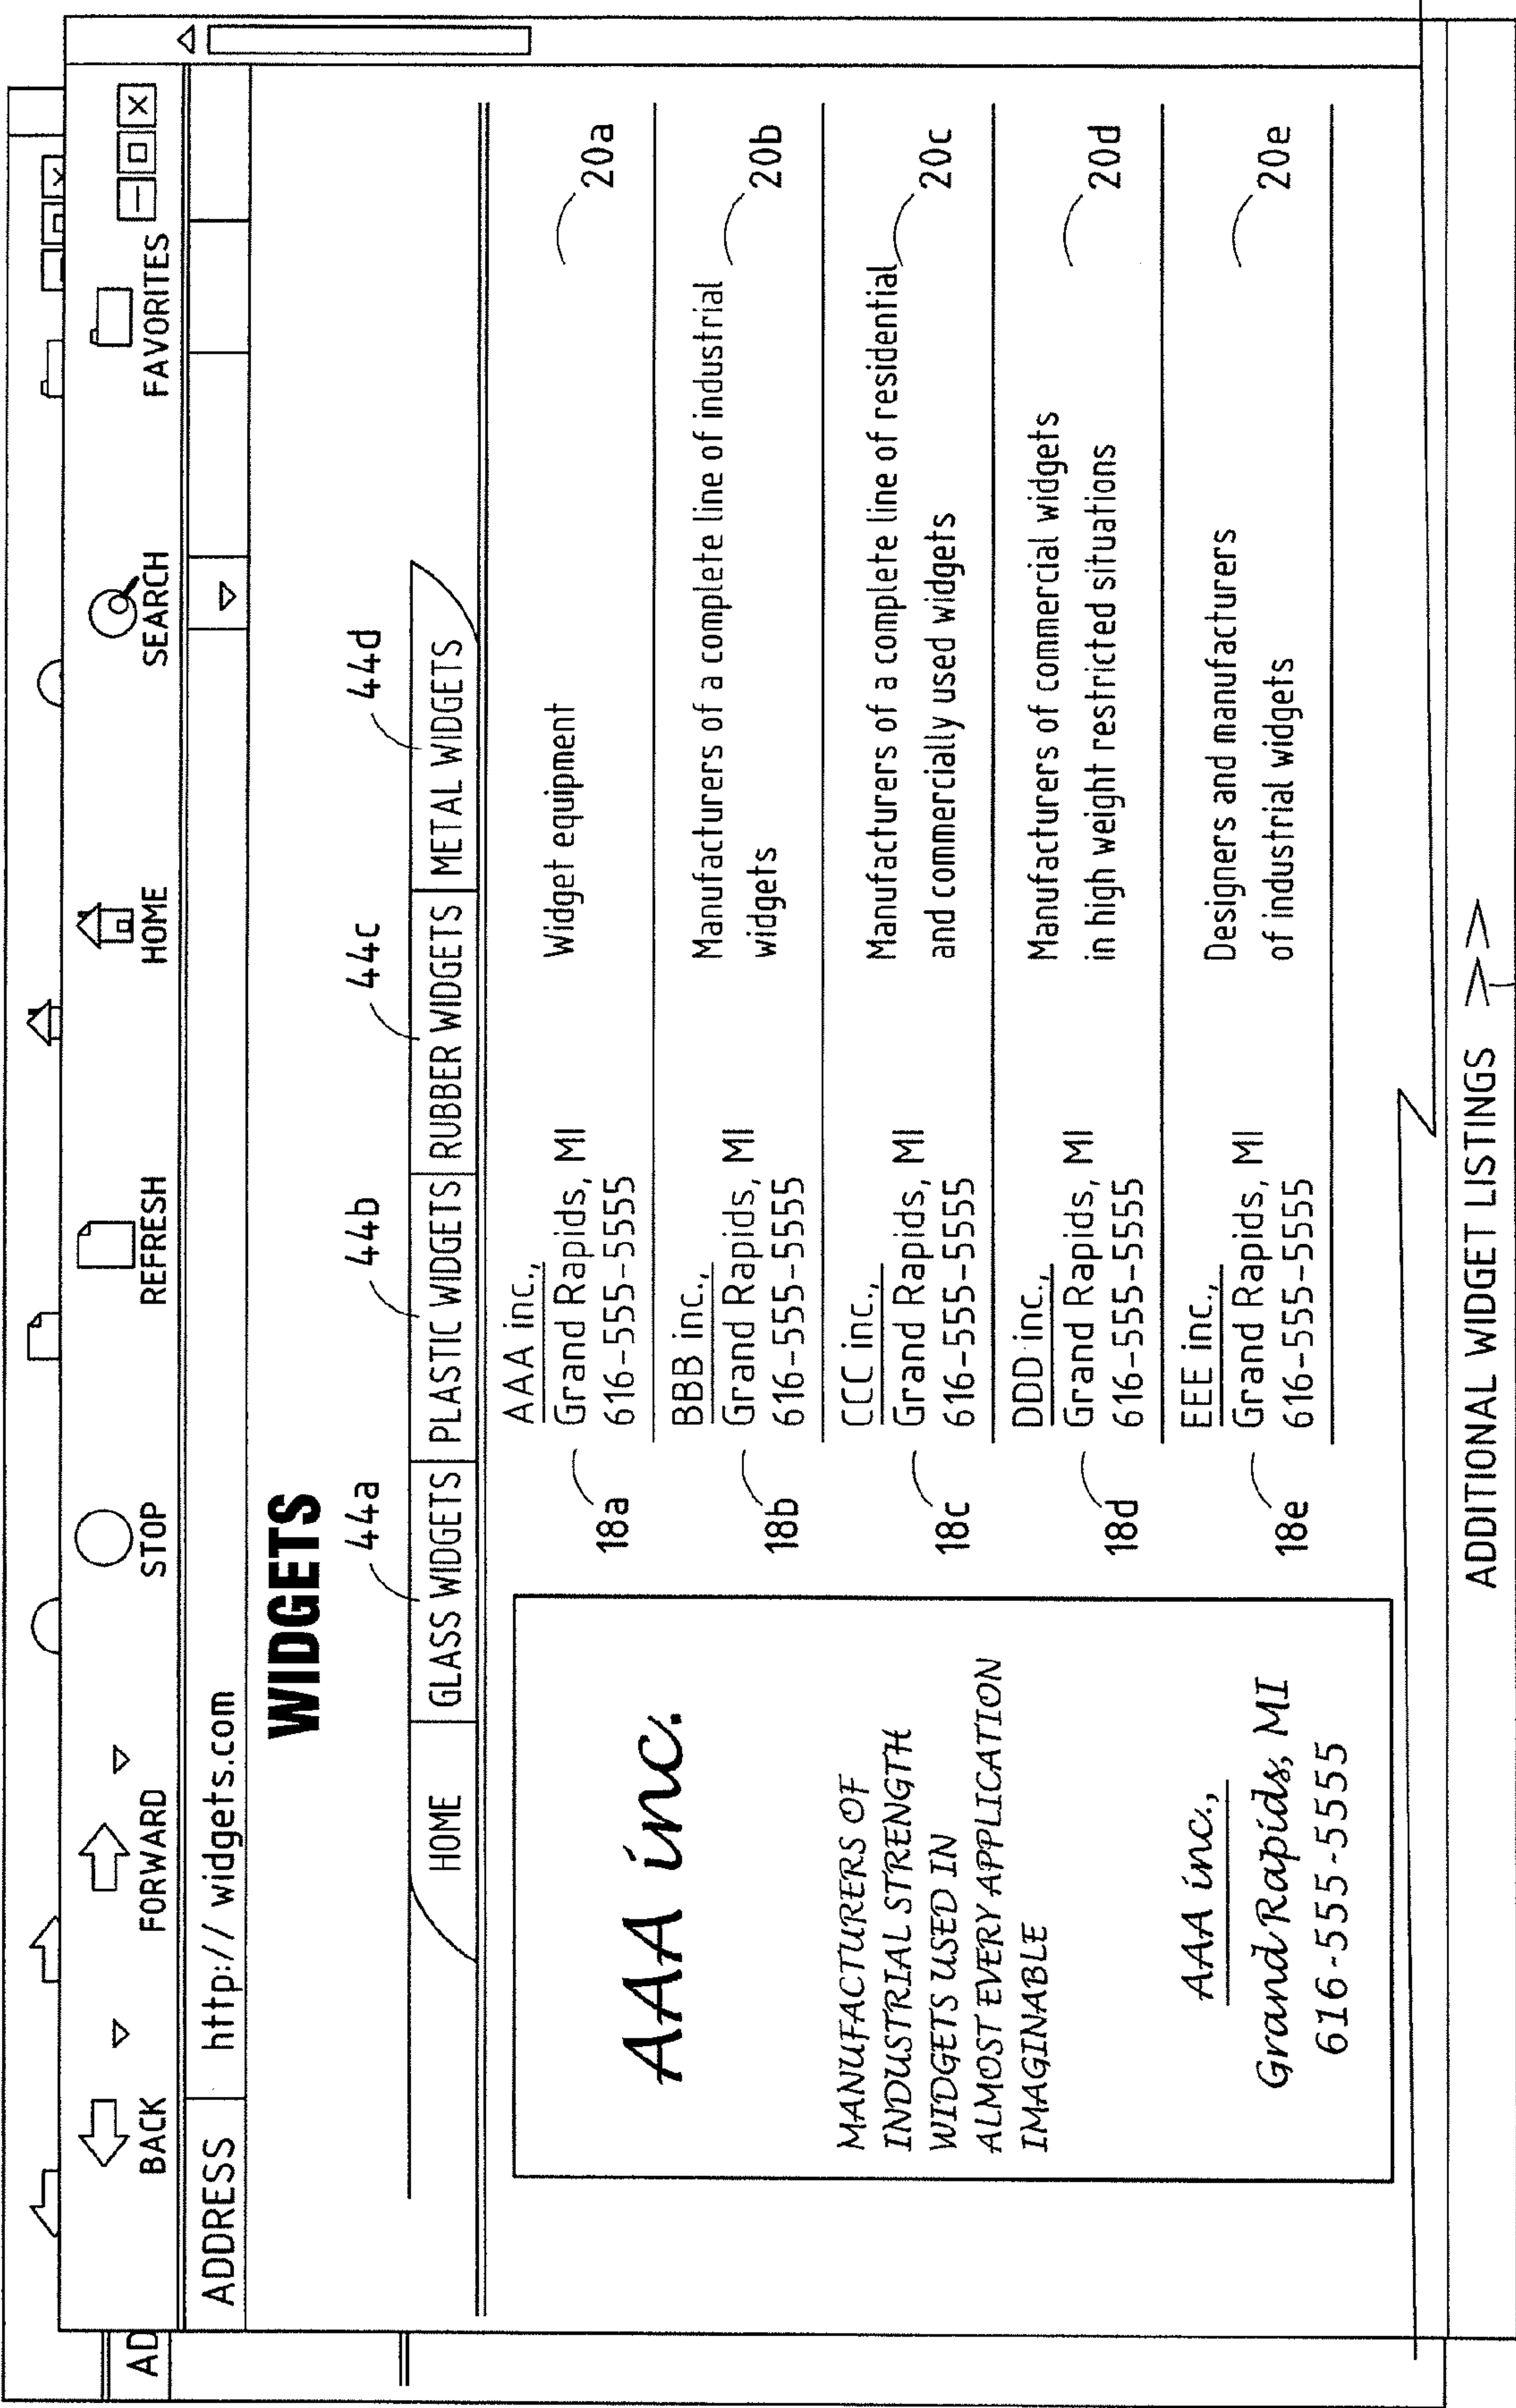 BACK FORWARD STOP REFRESH HOME SEARCH FAVORITES
AD
ADDRESS http://widgets.com
WIDGETS
44a 44b 44c 44d
HOME GLASS WIDGETS PLASTIC WIDGETS RUBBER WIDGETS METAL WIDGETS
AAA inc.
MANUFACTURERS OF
INDUSTRIAL STRENGTH
WIDGETS USED IN
ALMOST EVERY APPLICATION
IMAGINABLE
AAA inc.,
Grand Rapids, MI
616-555-5555
18a
AAA inc.,
Grand Rapids, MI
616-555-5555
Widget equipment
20a
18b
BBB inc.,
Grand Rapids, MI
616-555-5555
Manufacturers of a complete line of industrial
widgets
20b
18c
CCC inc.,
Grand Rapids, MI
616-555-5555
Manufacturers of a complete line of residential
and commercially used widgets
20c
18d
DDD inc.,
Grand Rapids, MI
616-555-5555
Manufacturers of commercial widgets
in high weight restricted situations
20d
18e
EEE inc.,
Grand Rapids, MI
616-555-5555
Designers and manufacturers
of industrial widgets
20e
ADDITIONAL WIDGET LISTINGS >>